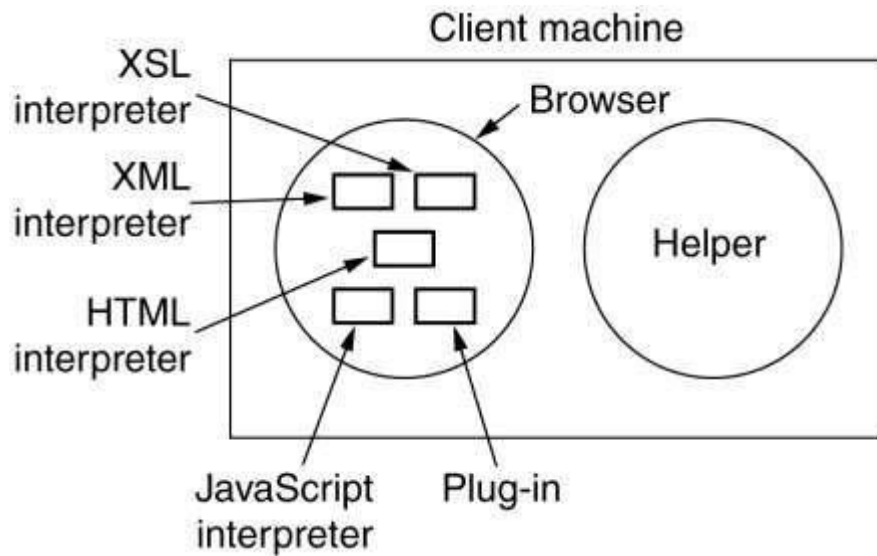 Client machine
XSL
interpreter
Browser
XML
interpreter
Helper
HTML
interpreter
JavaScript
interpreter
Plug-in